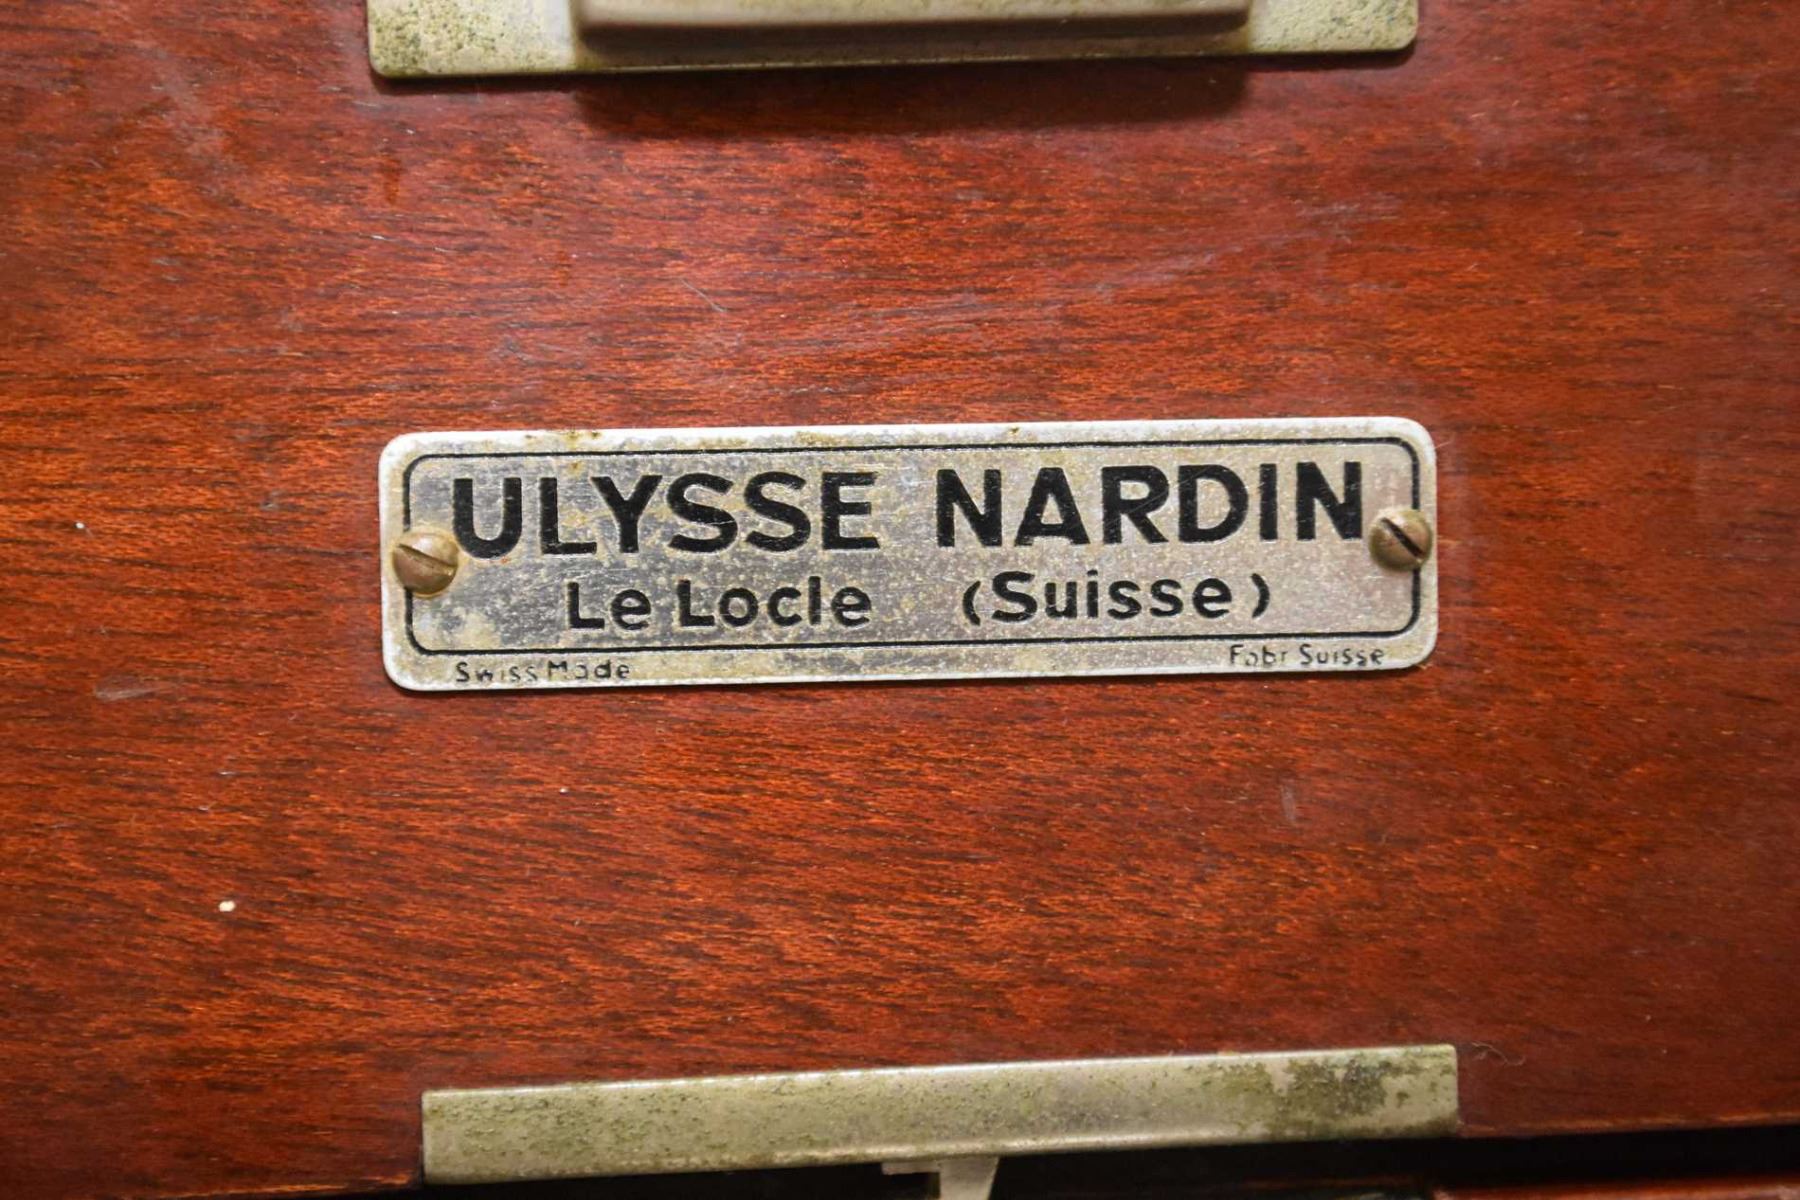 ULYSSE NARDIN
Le Locle (Suisse)
Swiss Made Fabr Suisse